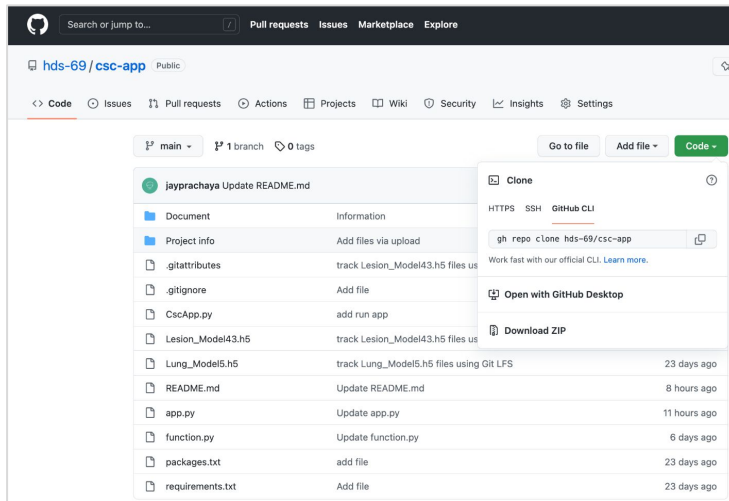 Search or jump to... / Pull requests Issues Marketplace Explore
hds-69 / csc-app Public
<> Code Issues Pull requests Actions Projects Wiki Security Insights Settings
main 1 branch 0 tags Go to file Add file Code
jayprachaya Update README.md
Clone
HTTPS SSH GitHub CLI
gh repo clone hds-69/csc-app
Work fast with our official CLI. Learn more.
Open with GitHub Desktop
Download ZIP
Document Information
Project info Add files via upload
.gitattributes track Lesion_Model43.h5 files us
.gitignore Add file
CscApp.py add run app
Lesion_Model43.h5 track Lesion_Model43.h5 files us
Lung_Model5.h5 track Lung_Model5.h5 files using Git LFS 23 days ago
README.md Update README.md 8 hours ago
app.py Update app.py 11 hours ago
function.py Update function.py 6 days ago
packages.txt add file 23 days ago
requirements.txt Add file 23 days ago